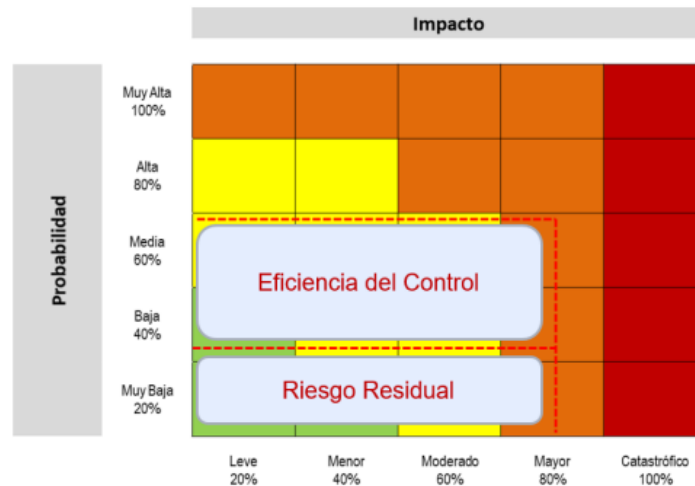 Impacto
Probabilidad
Muy Alta
100%
Alta
80%
Media
60%
Eficiencia del Control
Baja
40%
Muy Baja
20%
Riesgo Residual
Leve
20%
Menor
40%
Moderado
60%
Mayor
80%
Catastrófico
100%